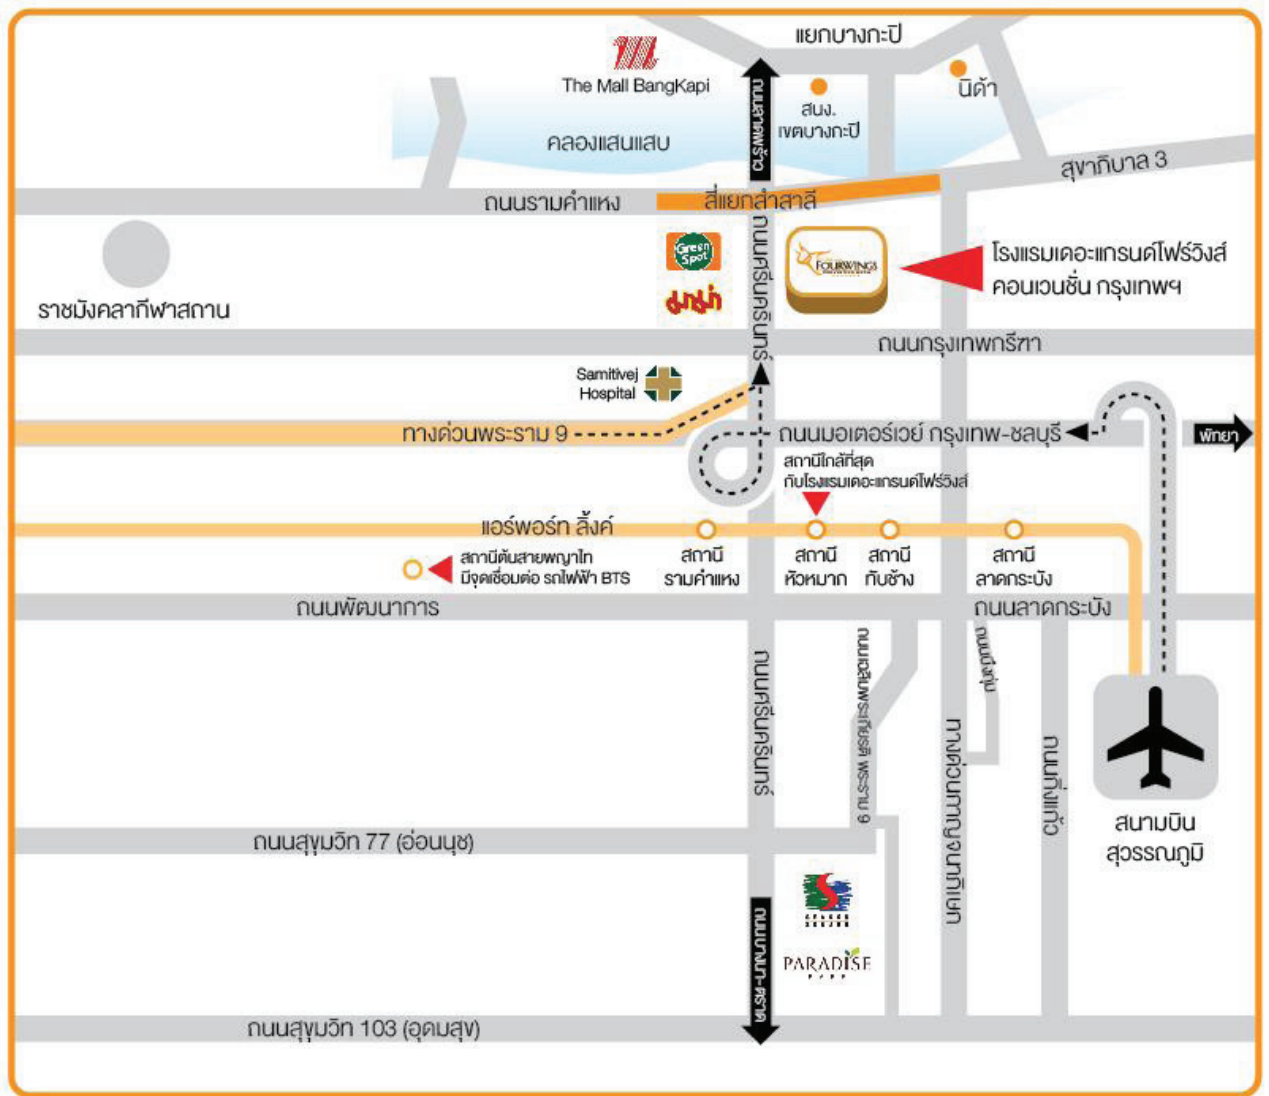 แยกบางกะปิ
The Mall BangKapi
นิด้า
สนง.
เขตบางกะปิ
คลองแสนแสบ
ถนนลาดพร้าว
สุขาภิบาล 3
ถนนรามคำแหง
สี่แยกลำสาลี
ถนนศรีนครินทร์
Green
Spot
มาม่า
FOURWINGS
โรงแรมเดอะแกรนด์โฟร์วิงส์
คอนเวนชั่น กรุงเทพฯ
ราชมังคลากีฬาสถาน
ถนนกรุงเทพกรีฑา
Samitivej
Hospital
ทางด่วนพระราม 9
ถนนมอเตอร์เวย์ กรุงเทพ-ชลบุรี
พัทยา
สถานีใกล้ที่สุด
กับโรงแรมเดอะแกรนด์โฟร์วิงส์
แอร์พอร์ท ลิ้งค์
สถานีต้นสายพญาไท
มีจุดเชื่อมต่อ รถไฟฟ้า BTS
สถานี
รามคำแหง
สถานี
หัวหมาก
สถานี
ทับช้าง
สถานี
ลาดกระบัง
ถนนพัฒนาการ
ถนนลาดกระบัง
ถนนศรีนครินทร์
ถนนเฉลิมพระเกียรติ พระราม 9
ทางด่วนกาญจนาภิเษก
ถนนกิ่งแก้ว
สนามบิน
สุวรรณภูมิ
ถนนสุขุมวิท 77 (อ่อนนุช)
ถนนบางนา-ตราด
PARADISE
PARK
ถนนสุขุมวิท 103 (อุดมสุข)